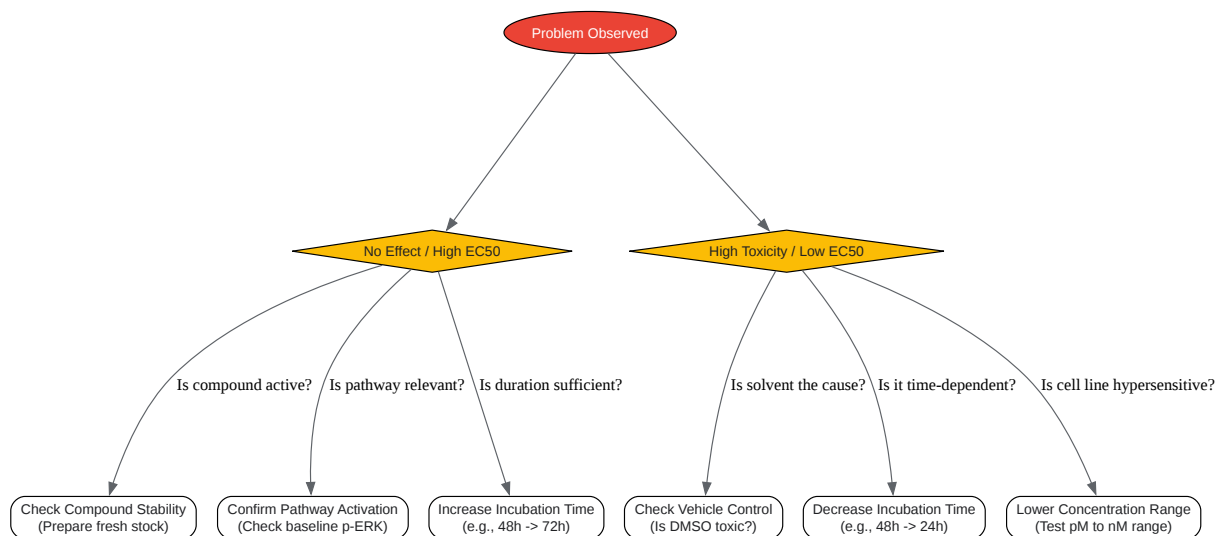 Problem Observed
No Effect / High EC50
High Toxicity / Low EC50
Is compound active?
Is pathway relevant?
Is duration sufficient?
Is solvent the cause?
Is it time-dependent?
Is cell line hypersensitive?
Check Compound Stability
(Prepare fresh stock)
Confirm Pathway Activation
(Check baseline p-ERK)
Increase Incubation Time
(e.g., 48h -> 72h)
Check Vehicle Control
(Is DMSO toxic?)
Decrease Incubation Time
(e.g., 48h -> 24h)
Lower Concentration Range
(Test pM to nM range)